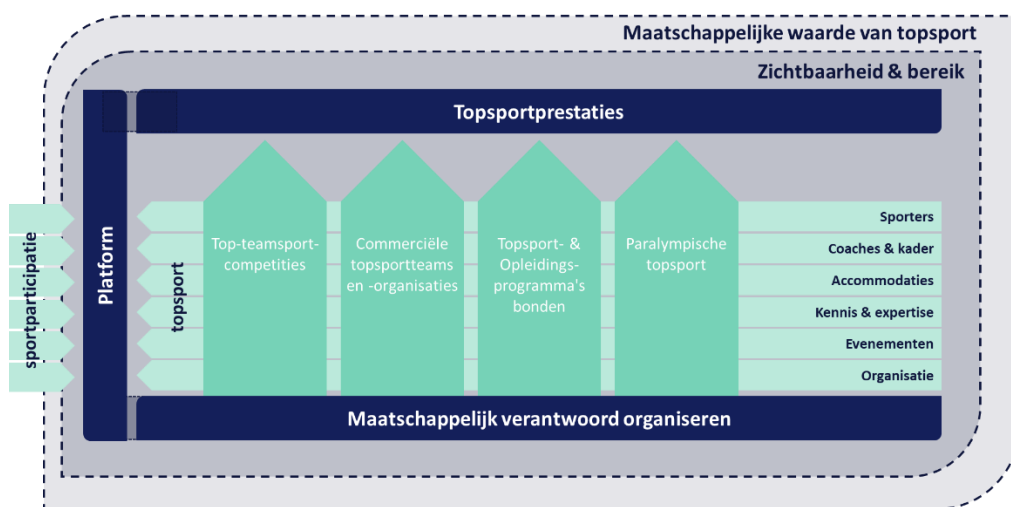 Maatschappelijke waarde van topsport
Zichtbaarheid & bereik
Topsportprestaties
sportparticipatie
Platform
topsport
Top-teamsport-
competities
Commerciële
topsportteams
en -organisaties
Topsport- &
Opleidings-
programma's
bonden
Paralympische
topsport
Sporters
Coaches & kader
Accommodaties
Kennis & expertise
Evenementen
Organisatie
Maatschappelijk verantwoord organiseren